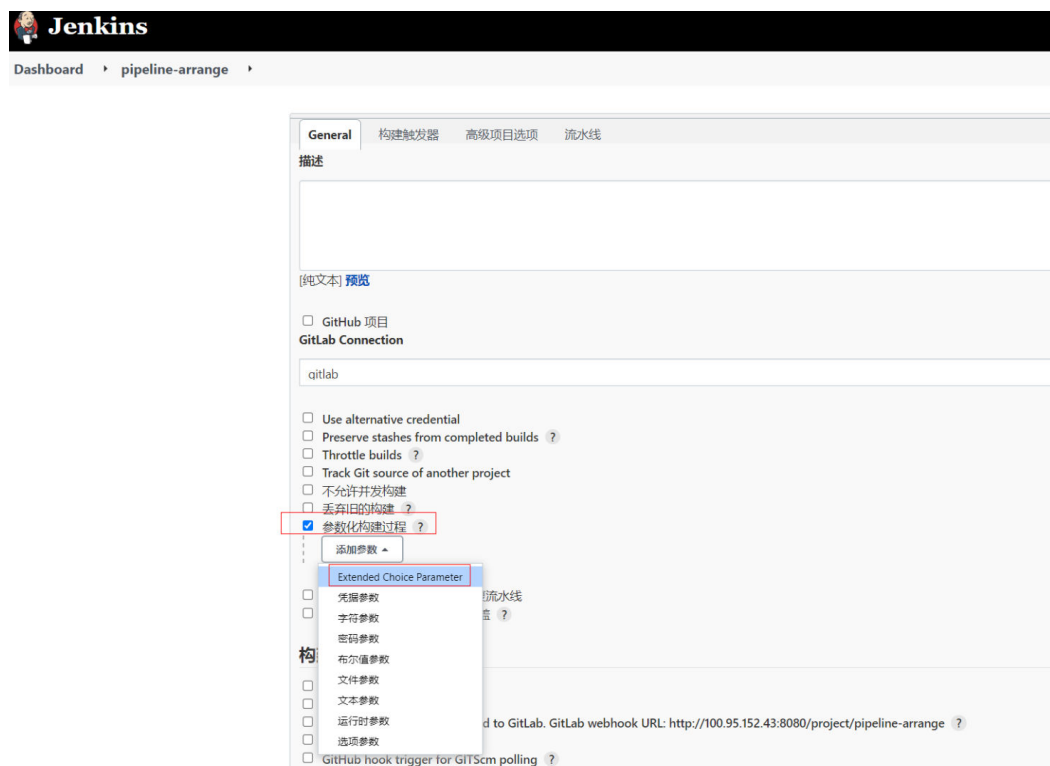 Jenkins
Dashboard pipeline-arrange
General 构建触发器 高级项目选项 流水线
描述
[纯文本] 预览
GitHub 项目
GitLab Connection
gitlab
Use alternative credential
Preserve stashes from completed builds ?
Throttle builds ?
Track Git source of another project
不允许并发构建
丢弃旧的构建 ?
参数化构建过程 ?
添加参数
Extended Choice Parameter
凭据参数
流水线
字符参数
?
密码参数
构
布尔值参数
文件参数
文本参数
运行时参数
d to GitLab. GitLab webhook URL: http://100.95.152.43:8080/project/pipeline-arrange ?
选项参数
GitHub hook trigger for GITScm polling ?